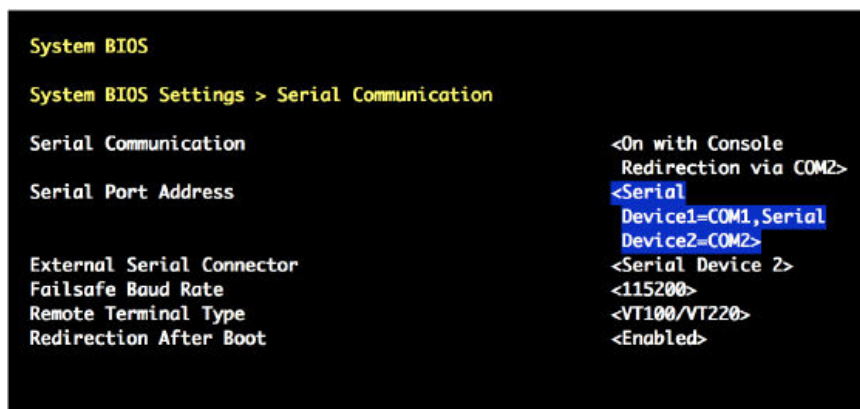 System BIOS
System BIOS Settings > Serial Communication
Serial Communication <On with Console
Redirection via COM2>
Serial Port Address <Serial
Device1=COM1,Serial
Device2=COM2>
External Serial Connector <Serial Device 2>
Failsafe Baud Rate <115200>
Remote Terminal Type <VT100/VT220>
Redirection After Boot <Enabled>